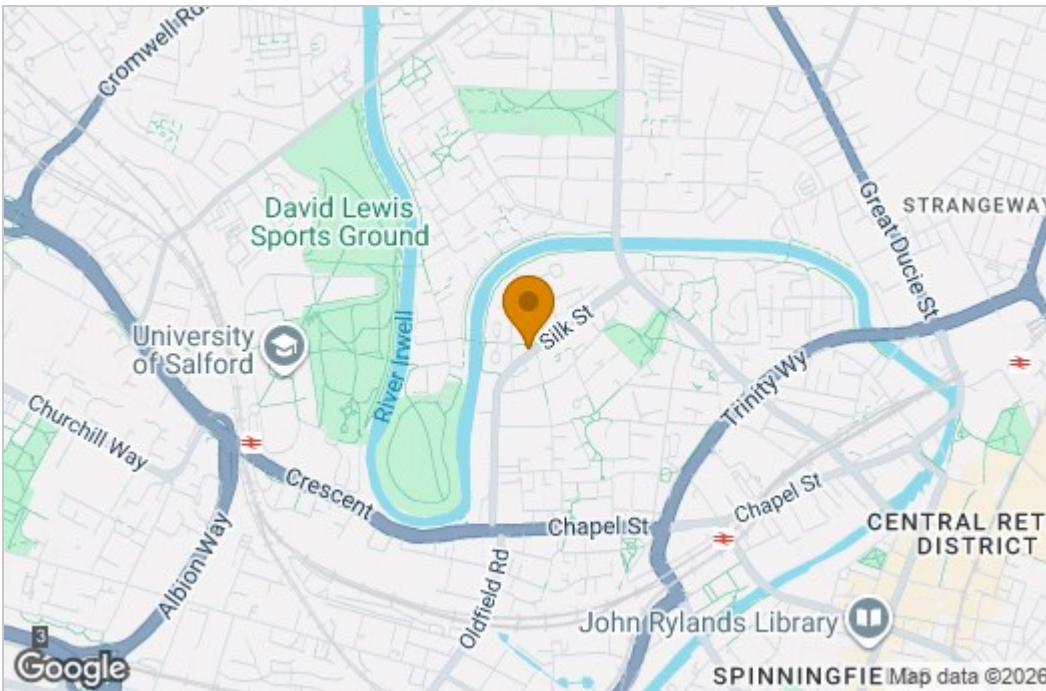 Cromwell Rd
David Lewis
Sports Ground
Great Ducie St
STRANGEWAY
University
of Salford
River Irwell
Silk St
Trinity Wy
Churchill Way
Crescent
Chapel St
Chapel St
CENTRAL RET
DISTRICT
Albion Way
Oldfield Rd
John Rylands Library
3
Google
SPINNINGFIE
Map data ©2026